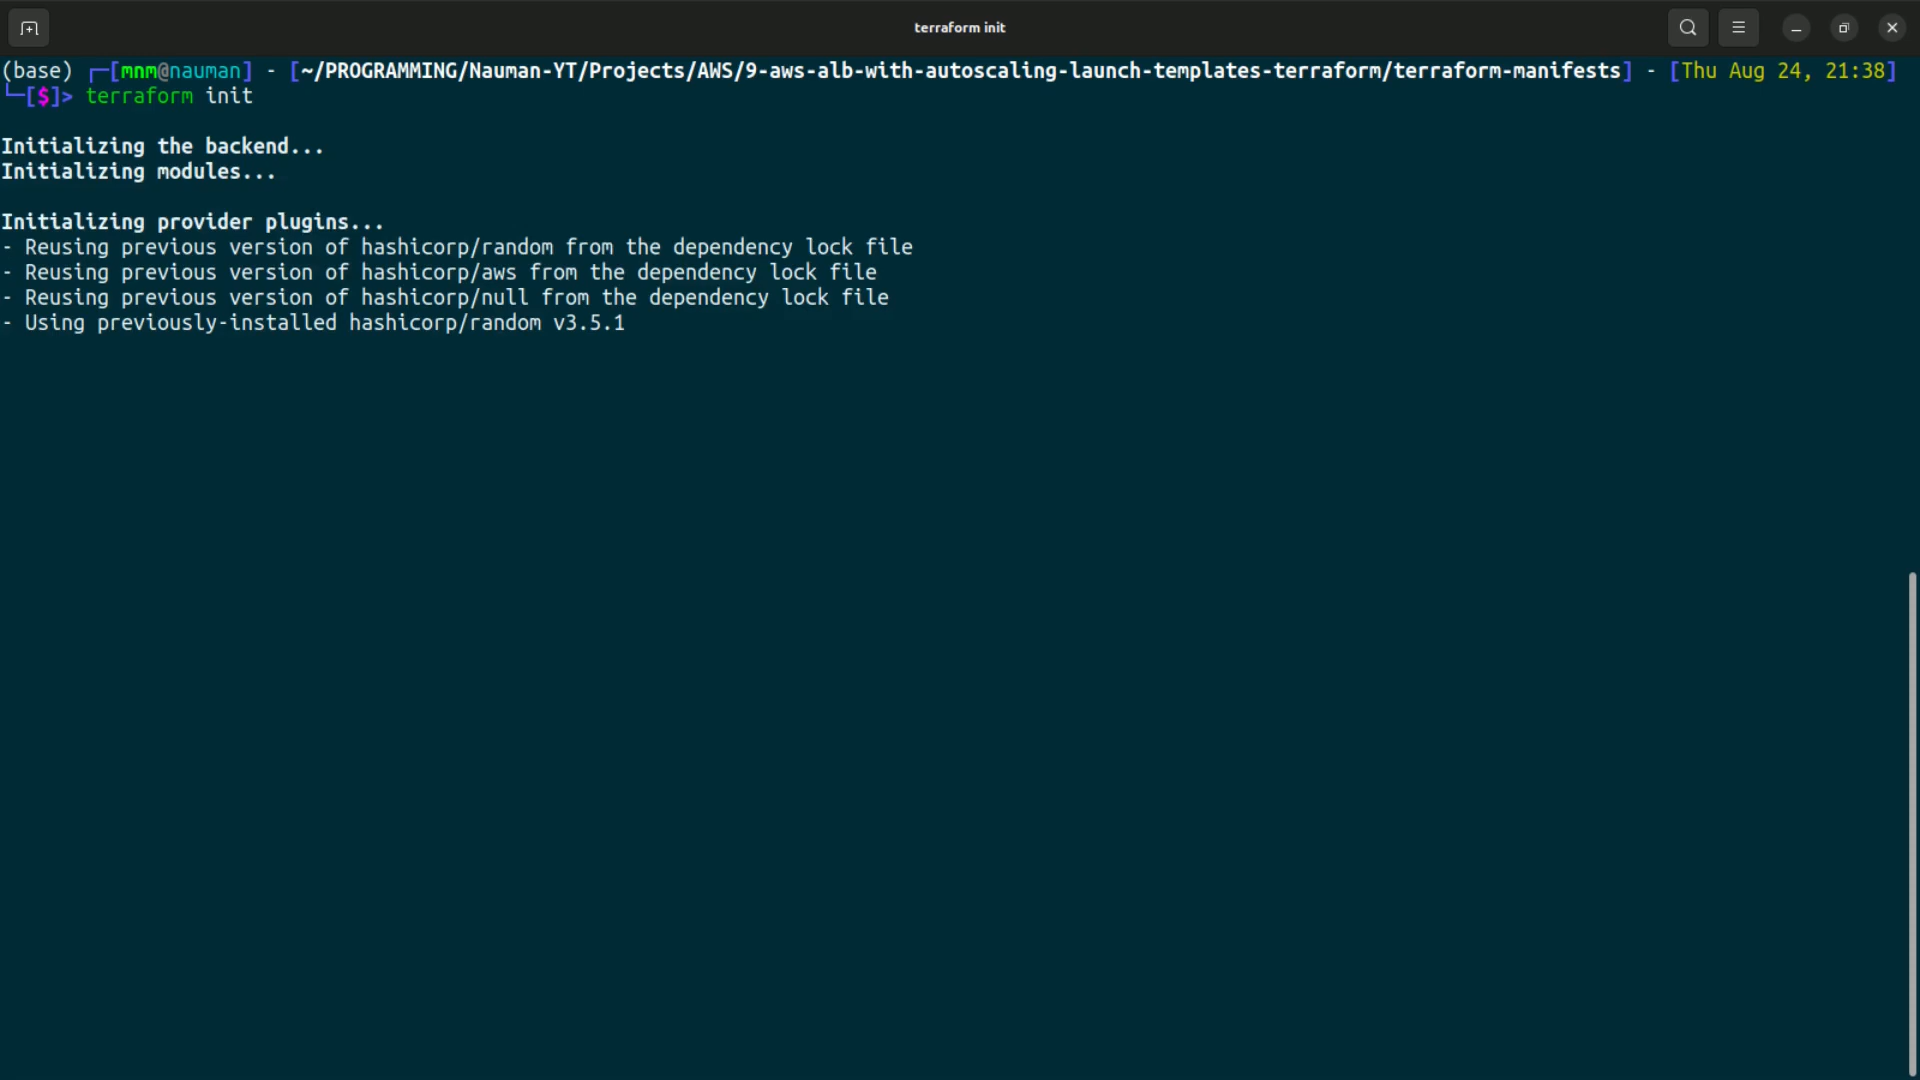 terraform init
(base) ┌─[mnm@nauman] - [~/PROGRAMMING/Nauman-YT/Projects/AWS/9-aws-alb-with-autoscaling-launch-templates-terraform/terraform-manifests] - [Thu Aug 24, 21:38]
└─[$]> terraform init
Initializing the backend...
Initializing modules...
Initializing provider plugins...
- Reusing previous version of hashicorp/random from the dependency lock file
- Reusing previous version of hashicorp/aws from the dependency lock file
- Reusing previous version of hashicorp/null from the dependency lock file
- Using previously-installed hashicorp/random v3.5.1